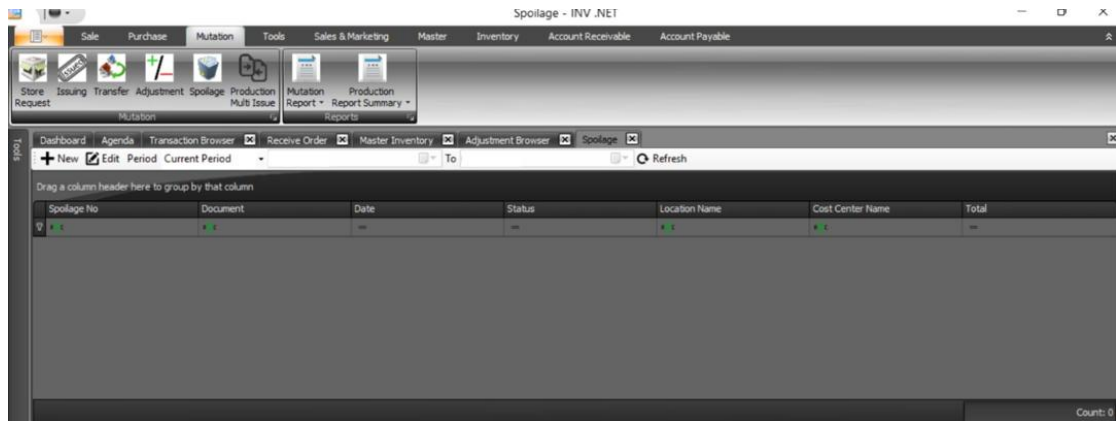 Spoilage - INV .NET
Sale Purchase Mutation Tools Sales & Marketing Master Inventory Account Receivable Account Payable
Store Request Issuing Transfer Adjustment Spoilage Production Multi Issue Mutation Report Production Report Summary
Mutation Reports
Tools
Dashboard Agenda Transaction Browser Receive Order Master Inventory Adjustment Browser Spoilage
New Edit Period Current Period To Refresh
Drag a column header here to group by that column
Spoilage No Document Date Status Location Name Cost Center Name Total
Count: 0